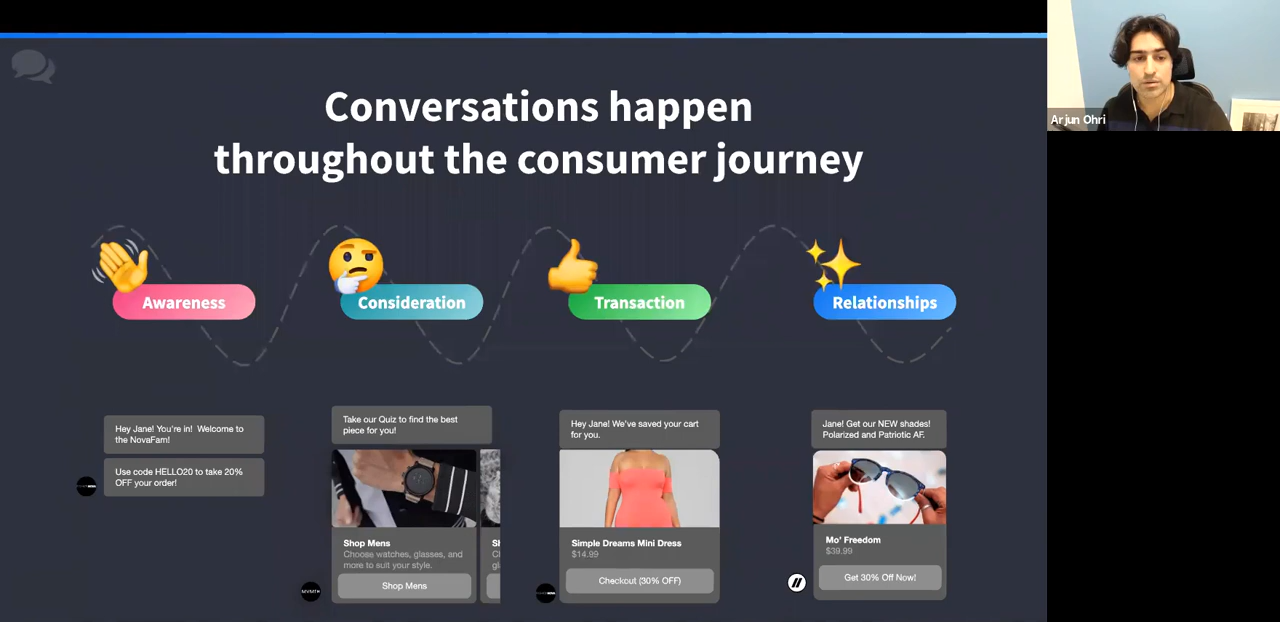 Conversations happen
throughout the consumer journey
Arjun Ohri
Awareness
Consideration
Transaction
Relationships
Hey Jane! You're in! Welcome to
the NovaFam!
Use code HELLO20 to take 20%
OFF your order!
Take our Quiz to find the best
piece for you!
Shop Mens
Choose watches, glasses, and
more to suit your style.
Shop Mens
MVMTH
Hey Jane! We've saved your cart
for you.
Simple Dreams Mini Dress
$14.99
Checkout (30% OFF)
Jane! Get our NEW shades!
Polarized and Patriotic AF.
Mo' Freedom
$39.99
Get 30% Off Now!